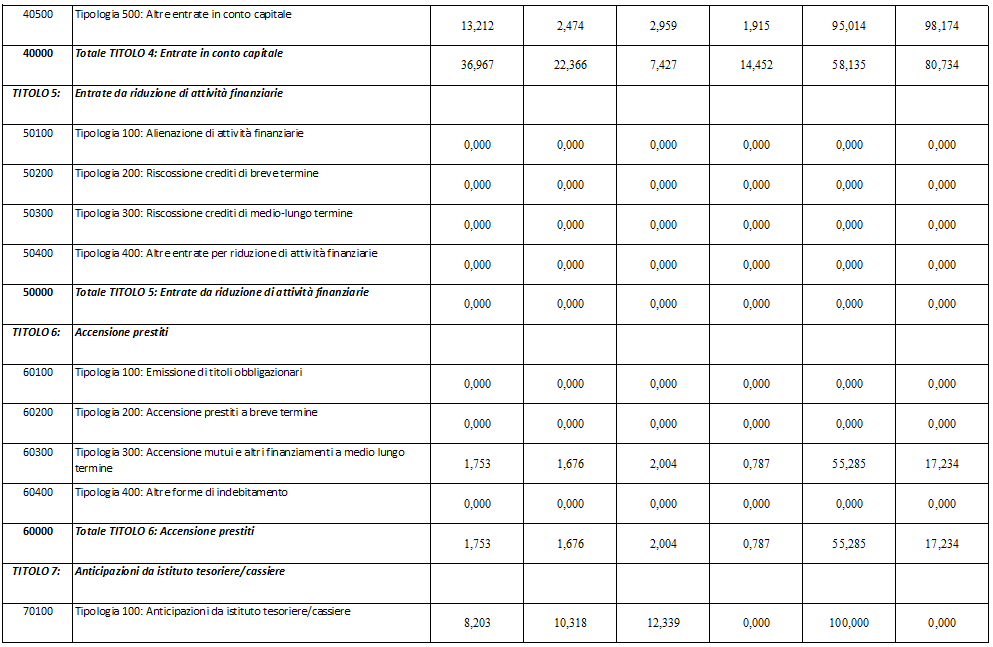 40500 Tipologia 500: Altre entrate in conto capitale 13,212 2,474 2,959 1,915 95,014 98,174
40000 Totale TITOLO 4: Entrate in conto capitale 36,967 22,366 7,427 14,452 58,135 80,734
TITOLO 5: Entrate da riduzione di attività finanziarie
50100 Tipologia 100: Alienazione di attività finanziarie 0,000 0,000 0,000 0,000 0,000 0,000
50200 Tipologia 200: Riscossione crediti di breve termine 0,000 0,000 0,000 0,000 0,000 0,000
50300 Tipologia 300: Riscossione crediti di medio-lungo termine 0,000 0,000 0,000 0,000 0,000 0,000
50400 Tipologia 400: Altre entrate per riduzione di attività finanziarie 0,000 0,000 0,000 0,000 0,000 0,000
50000 Totale TITOLO 5: Entrate da riduzione di attività finanziarie 0,000 0,000 0,000 0,000 0,000 0,000
TITOLO 6: Accensione prestiti
60100 Tipologia 100: Emissione di titoli obbligazionari 0,000 0,000 0,000 0,000 0,000 0,000
60200 Tipologia 200: Accensione prestiti a breve termine 0,000 0,000 0,000 0,000 0,000 0,000
60300 Tipologia 300: Accensione mutui e altri finanziamenti a medio lungo
termine 1,753 1,676 2,004 0,787 55,285 17,234
60400 Tipologia 400: Altre forme di indebitamento 0,000 0,000 0,000 0,000 0,000 0,000
60000 Totale TITOLO 6: Accensione prestiti 1,753 1,676 2,004 0,787 55,285 17,234
TITOLO 7: Anticipazioni da istituto tesoriere/cassiere
70100 Tipologia 100: Anticipazioni da istituto tesoriere/cassiere 8,203 10,318 12,339 0,000 100,000 0,000